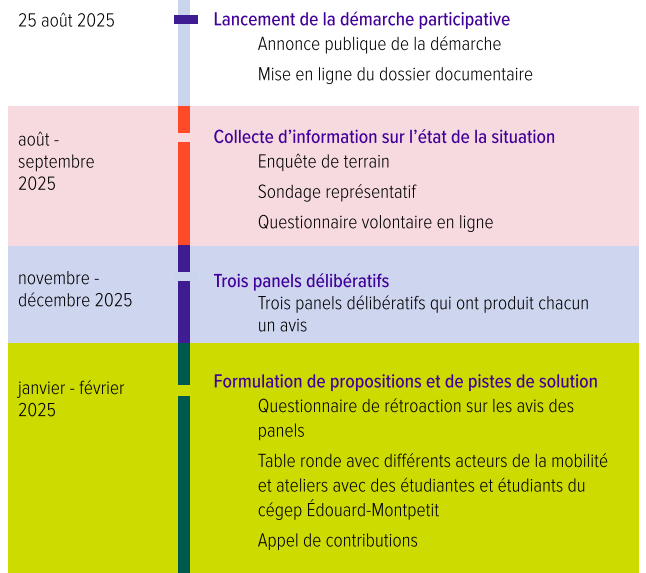 25 août 2025
Lancement de la démarche participative
Annonce publique de la démarche
Mise en ligne du dossier documentaire
août -
septembre
2025
Collecte d’information sur l’état de la situation
Enquête de terrain
Sondage représentatif
Questionnaire volontaire en ligne
novembre -
décembre 2025
Trois panels délibératifs
Trois panels délibératifs qui ont produit chacun
un avis
janvier - février
2025
Formulation de propositions et de pistes de solution
Questionnaire de rétroaction sur les avis des
panels
Table ronde avec différents acteurs de la mobilité
et ateliers avec des étudiantes et étudiants du
cégep Édouard-Montpetit
Appel de contributions